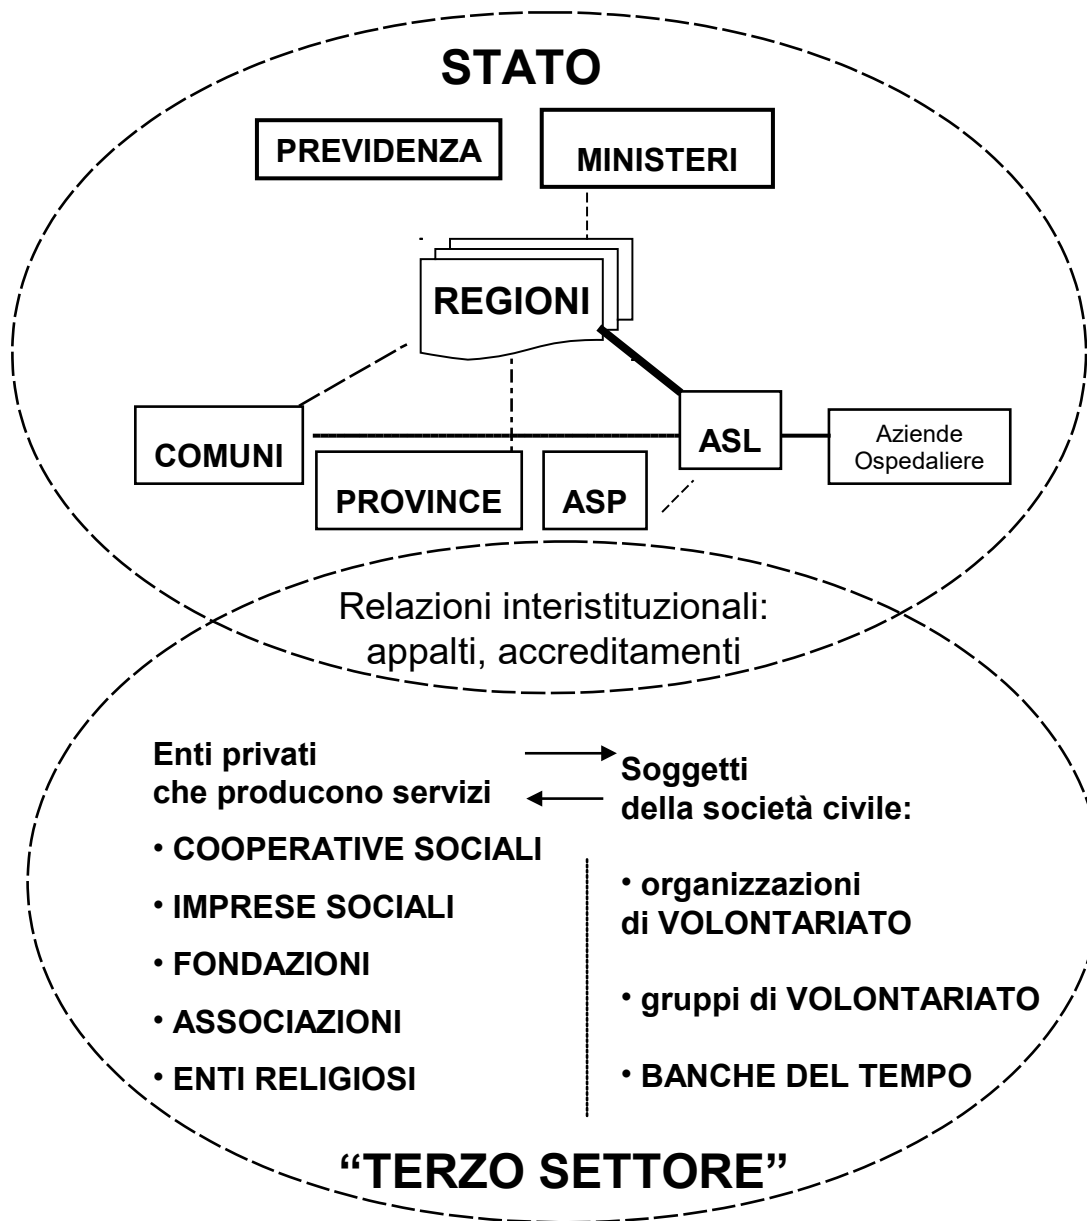 STATO
PREVIDENZA
MINISTERI
REGIONI
COMUNI
PROVINCE
ASP
ASL
Aziende
Ospedaliere
Relazioni interistituzionali:
appalti, accreditamenti
Enti privati
che producono servizi
• COOPERATIVE SOCIALI
• IMPRESE SOCIALI
• FONDAZIONI
• ASSOCIAZIONI
• ENTI RELIGIOSI
Soggetti
della società civile:
• organizzazioni
di VOLONTARIATO
• gruppi di VOLONTARIATO
• BANCHE DEL TEMPO
“TERZO SETTORE”